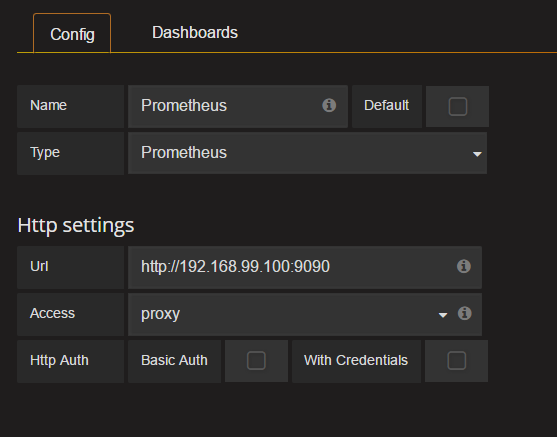 Config Dashboards
Name Prometheus Default
Type Prometheus
Http settings
Url http://192.168.99.100:9090
Access proxy
Http Auth Basic Auth With Credentials